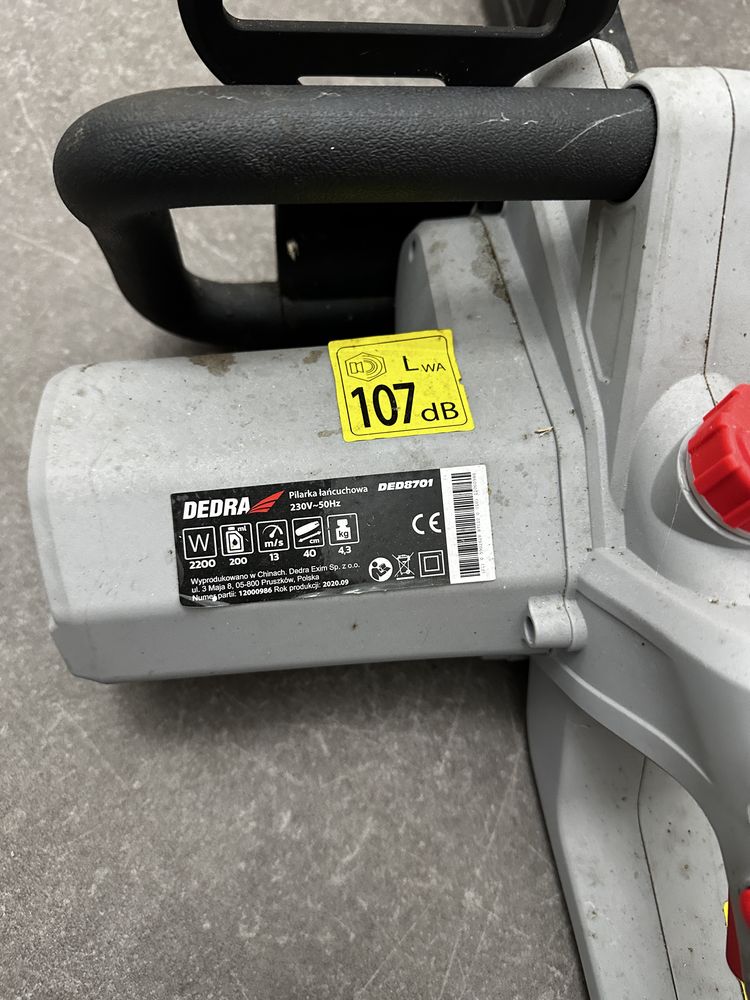 LWA
107 dB
DEDRA Pilarka łańcuchowa DED8701
230V~50Hz
W ml m/s cm kg
2200 200 13 40 4,3
CE
Wyprodukowano w Chinach. Dedra Exim Sp. z o.o.
ul. 3 Maja 8, 05-800 Pruszków, Polska
Numer partii: 12000986 Rok produkcji: 2020.09